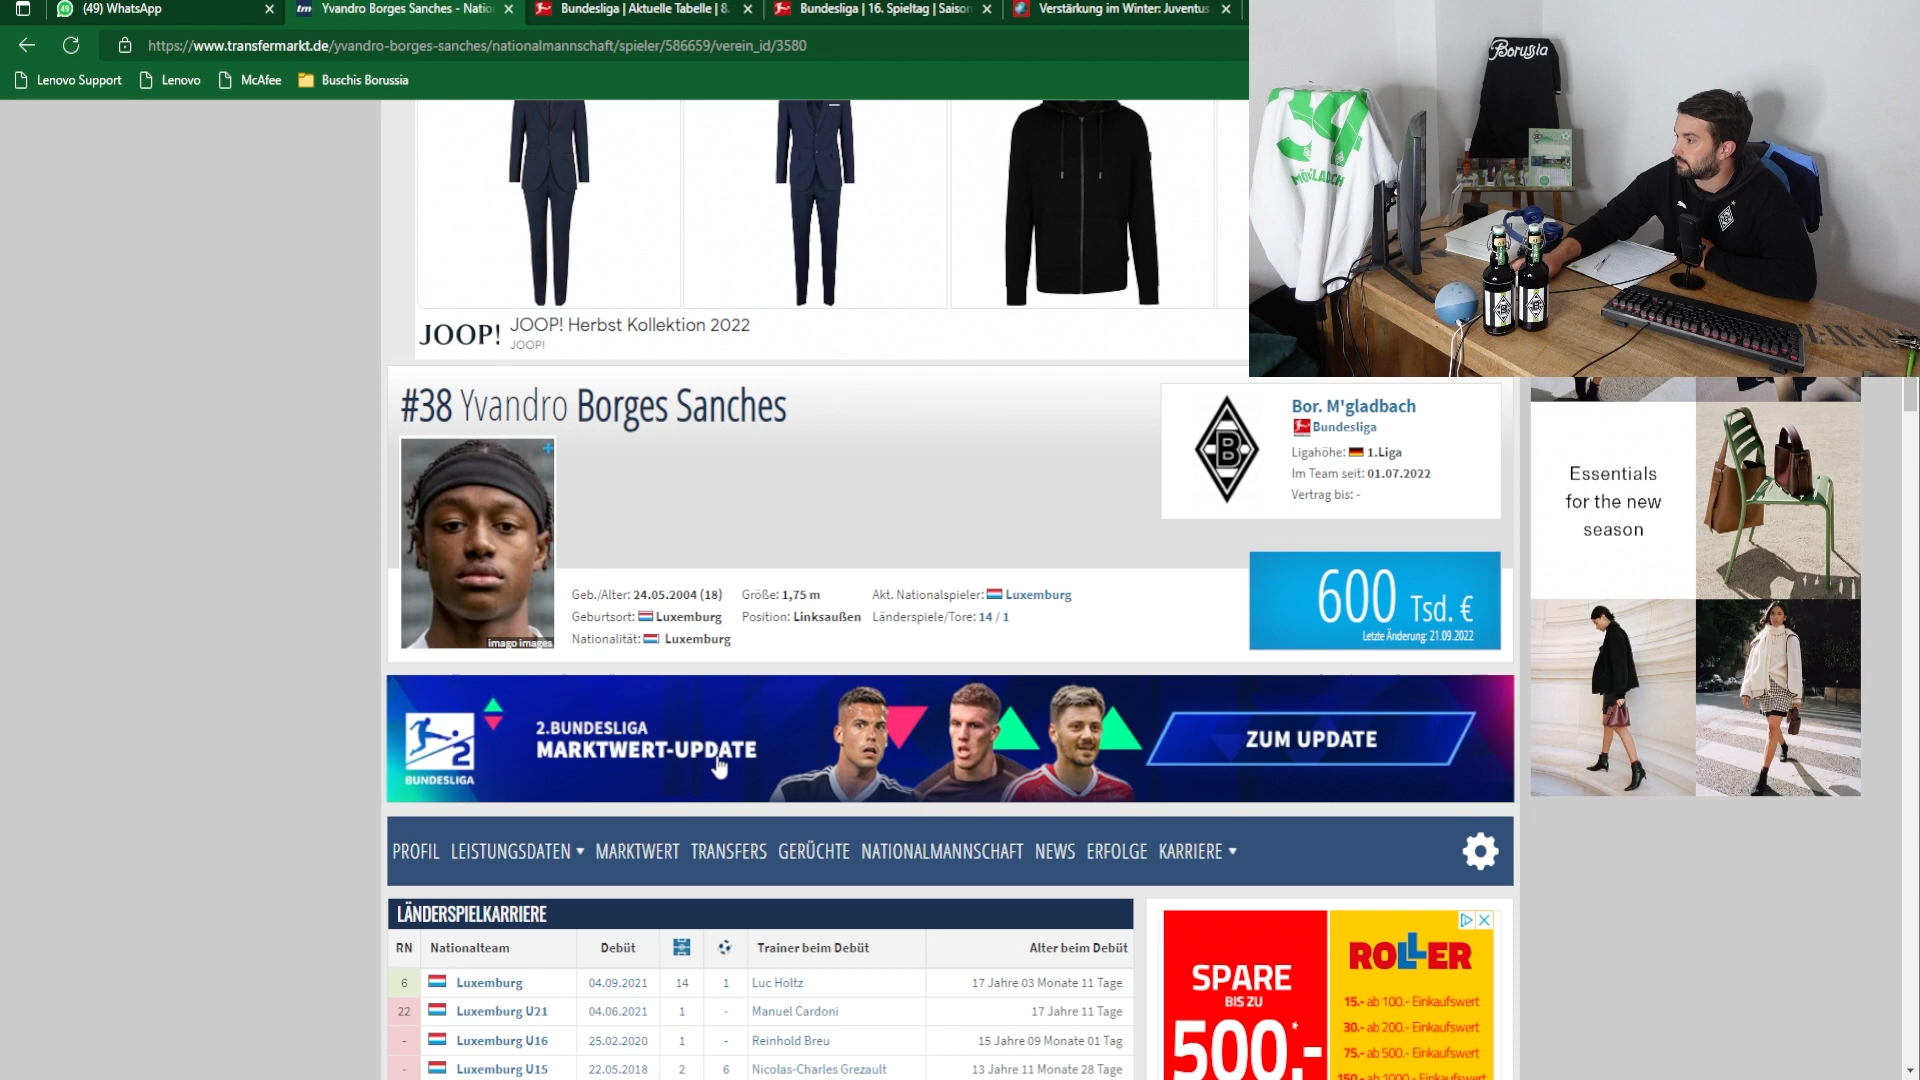 (49) WhatsApp
Yvandro Borges Sanches - Natio
Bundesliga | Aktuelle Tabelle | 8.
Bundesliga | 16. Spieltag | Saison
Verstärkung im Winter: Juventus
https://www.transfermarkt.de/yvandro-borges-sanches/nationalmannschaft/spieler/586659/verein_id/3580
Lenovo Support
Lenovo
McAfee
Buschis Borussia
Borussia
JOOP!
JOOP! Herbst Kollektion 2022
JOOP!
#38 Yvandro Borges Sanches
imago images
Geb./Alter: 24.05.2004 (18)
Geburtsort: Luxemburg
Nationalität: Luxemburg
Größe: 1,75 m
Position: Linksaußen
Akt. Nationalspieler: Luxemburg
Länderspiele/Tore: 14 / 1
B
Bor. M'gladbach
Bundesliga
Ligahöhe: 1.Liga
Im Team seit: 01.07.2022
Vertrag bis: -
600 Tsd. €
Letzte Änderung: 21.09.2022
Essentials
for the new
season
2
BUNDESLIGA
2.BUNDESLIGA
MARKTWERT-UPDATE
ZUM UPDATE
PROFIL LEISTUNGSDATEN MARKTWERT TRANSFERS GERÜCHTE NATIONALMANNSCHAFT NEWS ERFOLGE KARRIERE
LÄNDERSPIELKARRIERE
RN Nationalteam Debüt Trainer beim Debüt Alter beim Debüt
6 Luxemburg 04.09.2021 14 1 Luc Holtz 17 Jahre 03 Monate 11 Tage
22 Luxemburg U21 04.06.2021 1 - Manuel Cardoni 17 Jahre 11 Tage
- Luxemburg U16 25.02.2020 1 - Reinhold Breu 15 Jahre 09 Monate 01 Tag
- Luxemburg U15 22.05.2018 2 6 Nicolas-Charles Grezault 13 Jahre 11 Monate 28 Tage
SPARE
BIS ZU
500.-*
ROLLER
15.- ab 100.- Einkaufswert
30.- ab 200.- Einkaufswert
75.- ab 500.- Einkaufswert
150.- ab 1000.- Einkaufswert